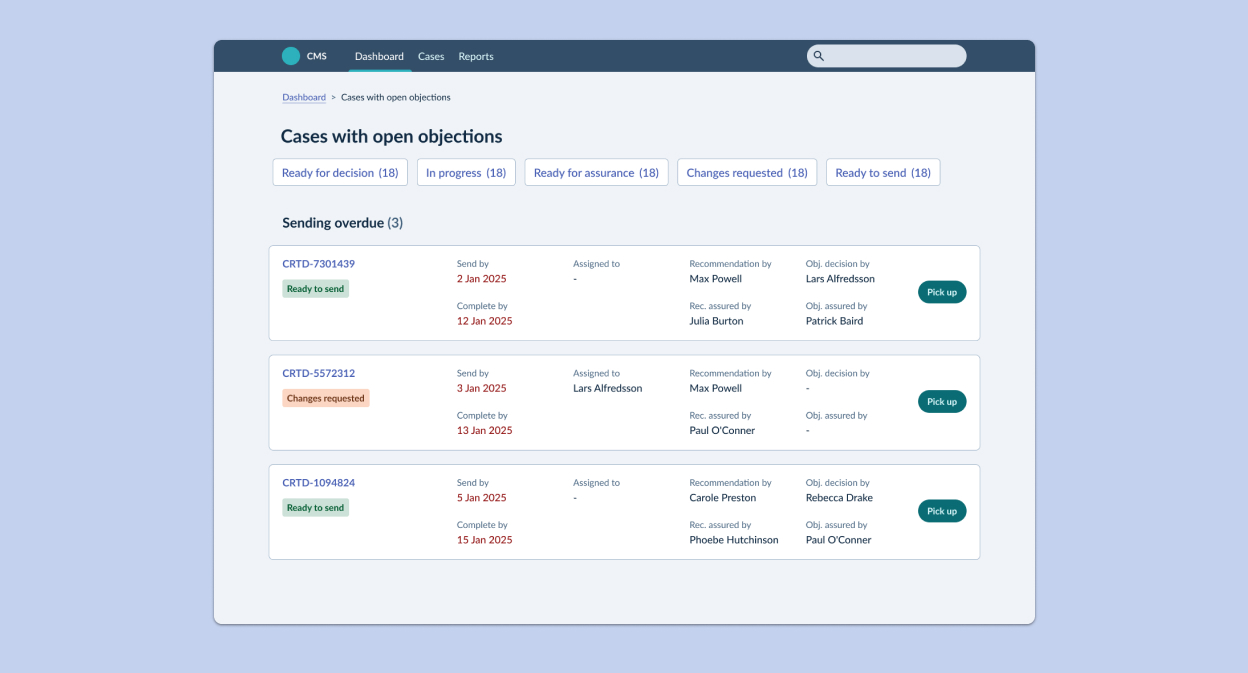 CMS Dashboard Cases Reports
Dashboard > Cases with open objections
Cases with open objections
Ready for decision (18) In progress (18) Ready for assurance (18) Changes requested (18) Ready to send (18)
Sending overdue (3)
CRTD-7301439
Ready to send
Send by
2 Jan 2025
Complete by
12 Jan 2025
Assigned to
-
Recommendation by
Max Powell
Rec. assured by
Julia Burton
Obj. decision by
Lars Alfredsson
Obj. assured by
Patrick Baird
Pick up
CRTD-5572312
Changes requested
Send by
3 Jan 2025
Complete by
13 Jan 2025
Assigned to
Lars Alfredsson
Recommendation by
Max Powell
Rec. assured by
Paul O'Conner
Obj. decision by
-
Obj. assured by
-
Pick up
CRTD-1094824
Ready to send
Send by
5 Jan 2025
Complete by
15 Jan 2025
Assigned to
-
Recommendation by
Carole Preston
Rec. assured by
Phoebe Hutchinson
Obj. decision by
Rebecca Drake
Obj. assured by
Paul O'Conner
Pick up